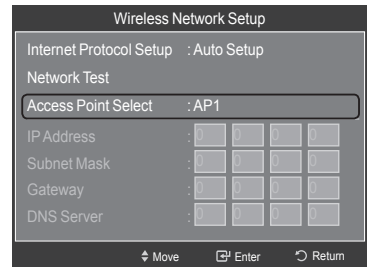 Wireless Network Setup
Internet Protocol Setup : Auto Setup
Network Test
Access Point Select : AP1
IP Address : 0 0 0 0
Subnet Mask : 0 0 0 0
Gateway : 0 0 0 0
DNS Server : 0 0 0 0
Move Enter Return